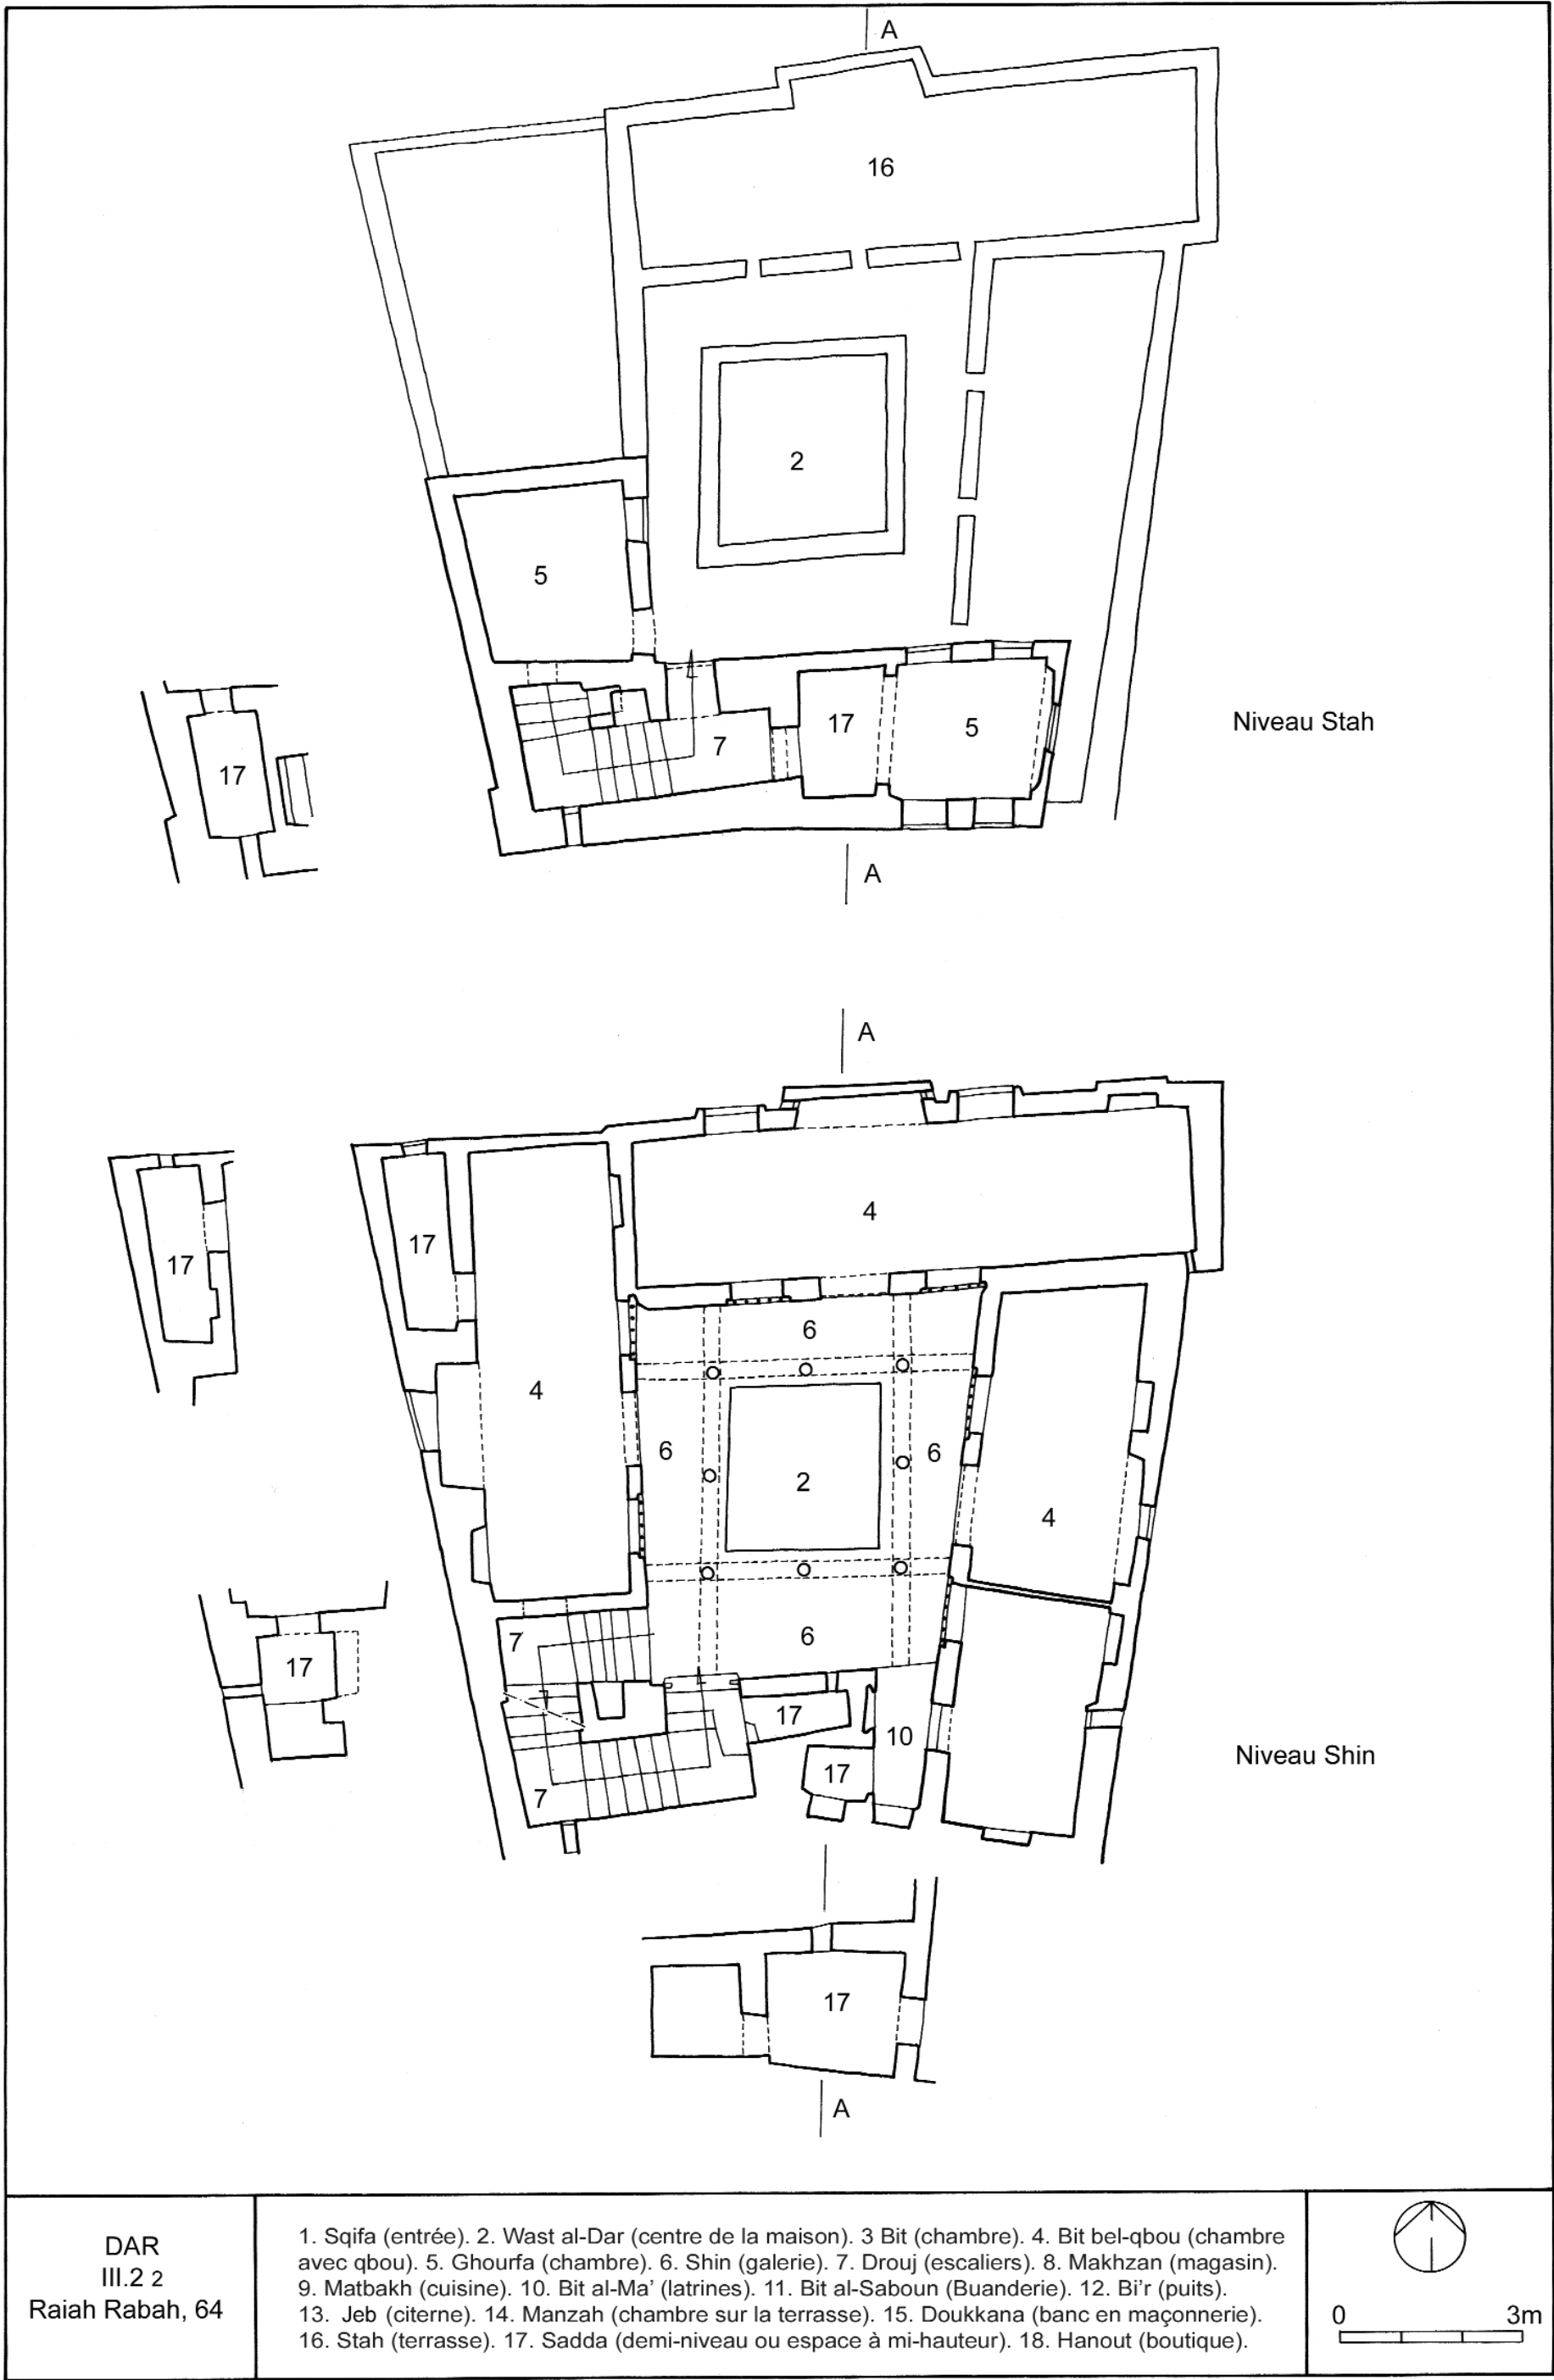 A
16
2
5
17
7
17
5
Niveau Stah
A
A
4
17
17
6
4
6
2
6
4
7
6
17
17
10
17
7
Niveau Shin
17
A
DAR
III.2 2
Raiah Rabah, 64
1. Sqifa (entrée). 2. Wast al-Dar (centre de la maison). 3 Bit (chambre). 4. Bit bel-qbou (chambre
avec qbou). 5. Ghourfa (chambre). 6. Shin (galerie). 7. Drouj (escaliers). 8. Makhzan (magasin).
9. Matbakh (cuisine). 10. Bit al-Ma’ (latrines). 11. Bit al-Saboun (Buanderie). 12. Bi’r (puits).
13. Jeb (citerne). 14. Manzah (chambre sur la terrasse). 15. Doukkana (banc en maçonnerie).
16. Stah (terrasse). 17. Sadda (demi-niveau ou espace à mi-hauteur). 18. Hanout (boutique).
0 3m